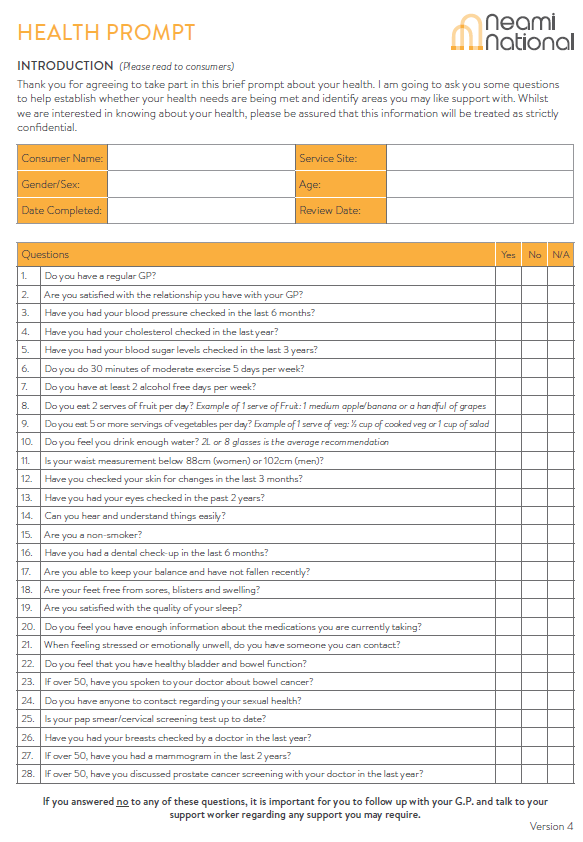 HEALTH PROMPT
Neami
National
INTRODUCTION (Please read to consumers)
Thank you for agreeing to take part in this brief prompt about your health. I am going to ask you some questions
to help establish whether your health needs are being met and identify areas you may like support with. Whilst
we are interested in knowing about your health, please be assured that this information will be treated as strictly
confidential.
Consumer Name: Service Site:
Gender/Sex: Age:
Date Completed: Review Date:
Questions Yes No N/A
1. Do you have a regular GP?
2. Are you satisfied with the relationship you have with your GP?
3. Have you had your blood pressure checked in the last 6 months?
4. Have you had your cholesterol checked in the last year?
5. Have you had your blood sugar levels checked in the last 3 years?
6. Do you do 30 minutes of moderate exercise 5 days per week?
7. Do you have at least 2 alcohol free days per week?
8. Do you eat 2 serves of fruit per day? Example of 1 serve of Fruit: 1 medium apple/banana or a handful of grapes
9. Do you eat 5 or more servings of vegetables per day? Example of 1 serve of veg: ½ cup of cooked veg or 1 cup of salad
10. Do you feel you drink enough water? 2L or 8 glasses is the average recommendation
11. Is your waist measurement below 88cm (women) or 102cm (men)?
12. Have you checked your skin for changes in the last 3 months?
13. Have you had your eyes checked in the past 2 years?
14. Can you hear and understand things easily?
15. Are you a non-smoker?
16. Have you had a dental check-up in the last 6 months?
17. Are you able to keep your balance and have not fallen recently?
18. Are your feet free from sores, blisters and swelling?
19. Are you satisfied with the quality of your sleep?
20. Do you feel you have enough information about the medications you are currently taking?
21. When feeling stressed or emotionally unwell, do you have someone you can contact?
22. Do you feel that you have healthy bladder and bowel function?
23. If over 50, have you spoken to your doctor about bowel cancer?
24. Do you have anyone to contact regarding your sexual health?
25. Is your pap smear/cervical screening test up to date?
26. Have you had your breasts checked by a doctor in the last year?
27. If over 50, have you had a mammogram in the last 2 years?
28. If over 50, have you discussed prostate cancer screening with your doctor in the last year?
If you answered no to any of these questions, it is important for you to follow up with your G.P. and talk to your
support worker regarding any support you may require.
Version 4